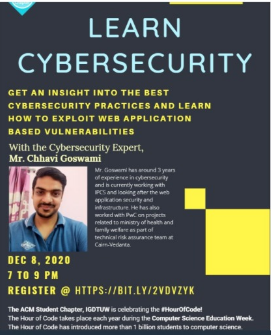 LEARN
CYBERSECURITY
GET AN INSIGHT INTO THE BEST
CYBERSECURITY PRACTICES AND LEARN
HOW TO EXPLOIT WEB APPLICATION
BASED VULNERABILITIES
With the Cybersecurity Expert,
Mr. Chhavi Goswami
Mr. Goswami has around 3 years
of experience in cybersecurity
and is currently working with
IPCS and looking after the web
application security and
infrastructure. He has also
worked with PwC on projects
related to ministry of health and
family welfare as part of
technical risk assurance team at
Cairn-Vedanta.
DEC 8, 2020
7 TO 9 PM
REGISTER @ HTTPS://BIT.LY/2VDVZYK
The ACM Student Chapter, IGDTUW is celebrating the #HourOfCode!
The Hour of Code takes place each year during the Computer Science Education Week.
The Hour of Code has introduced more than 1 billion students to computer science.